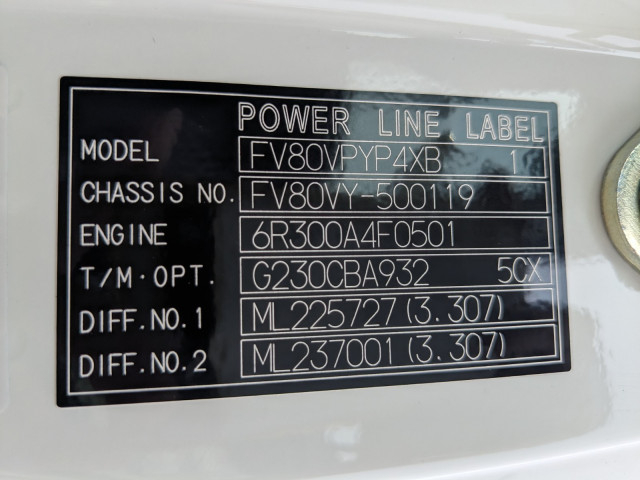 POWER LINE LABEL
MODEL FV80VPYP4XB 1
CHASSIS NO. FV80VY-500119
ENGINE 6R300A4F0501
T/M·OPT. G230CBA932 5CX
DIFF.NO.1 ML225727(3.307)
DIFF.NO.2 ML237001(3.307)